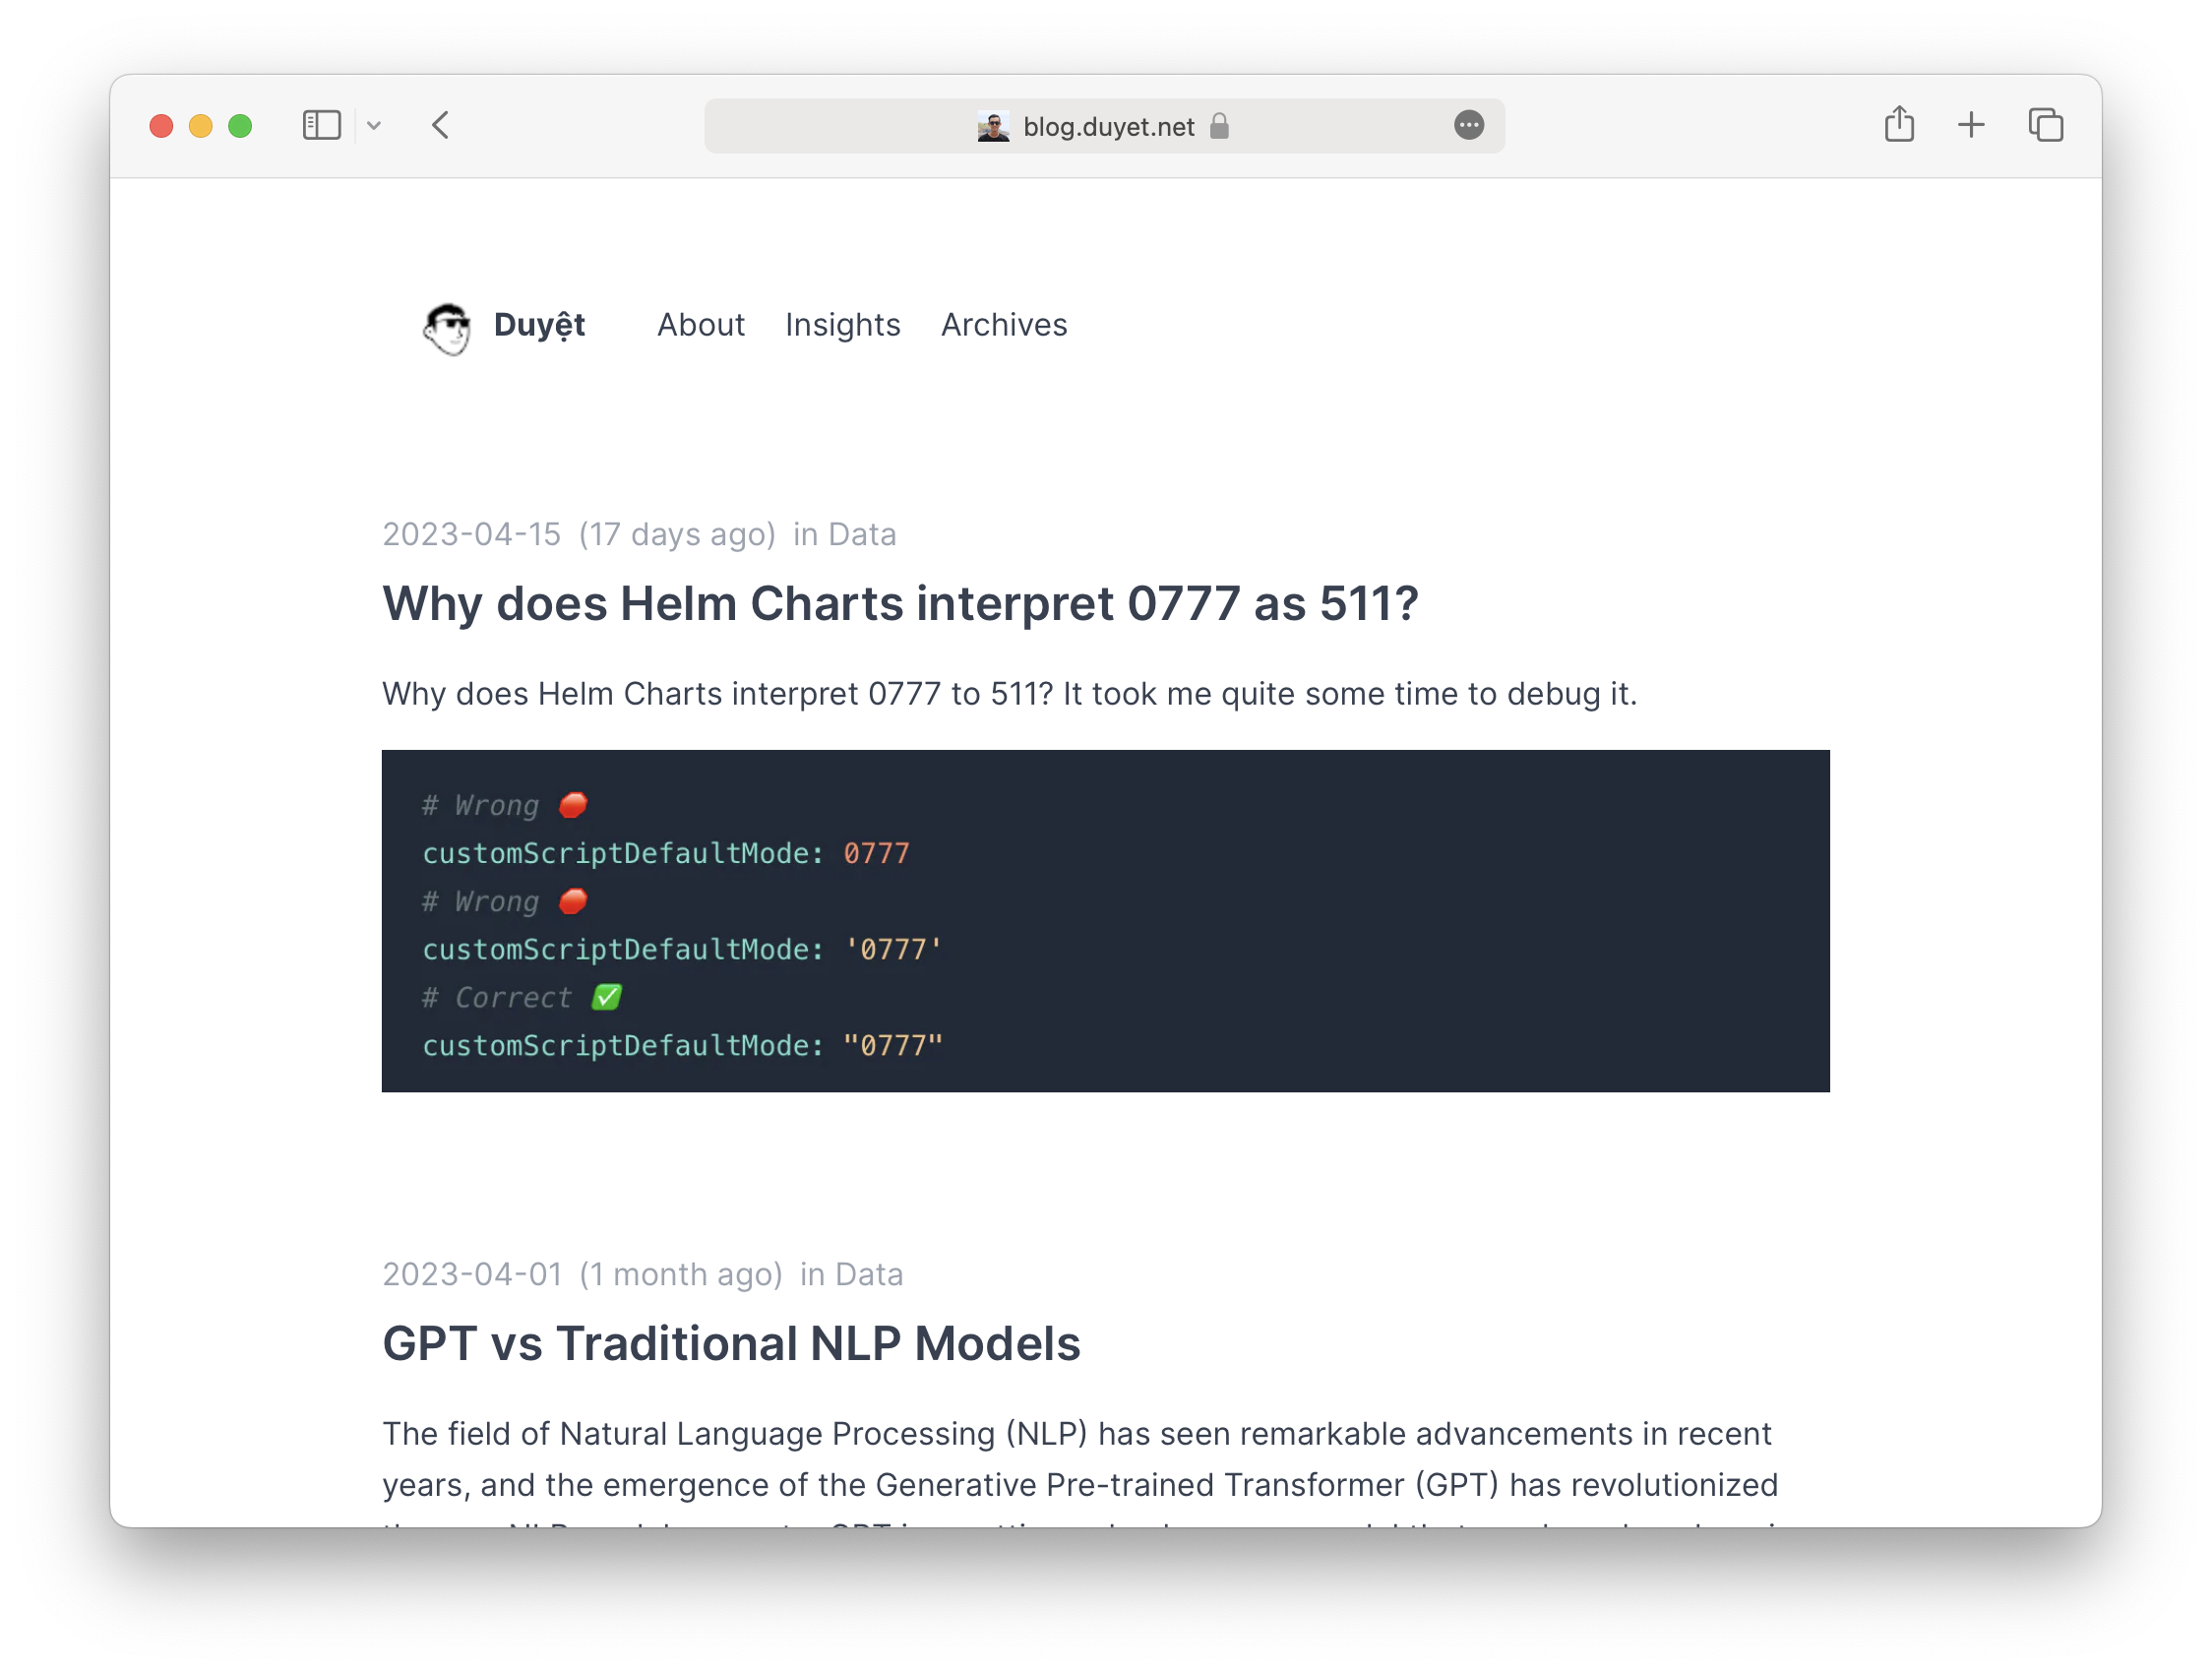 blog.duyet.net
Duyệt About Insights Archives
2023-04-15 (17 days ago) in Data
Why does Helm Charts interpret 0777 as 511?
Why does Helm Charts interpret 0777 to 511? It took me quite some time to debug it.
# Wrong 🛑
customScriptDefaultMode: 0777
# Wrong 🛑
customScriptDefaultMode: '0777'
# Correct ✅
customScriptDefaultMode: "0777"
2023-04-01 (1 month ago) in Data
GPT vs Traditional NLP Models
The field of Natural Language Processing (NLP) has seen remarkable advancements in recent
years, and the emergence of the Generative Pre-trained Transformer (GPT) has revolutionized